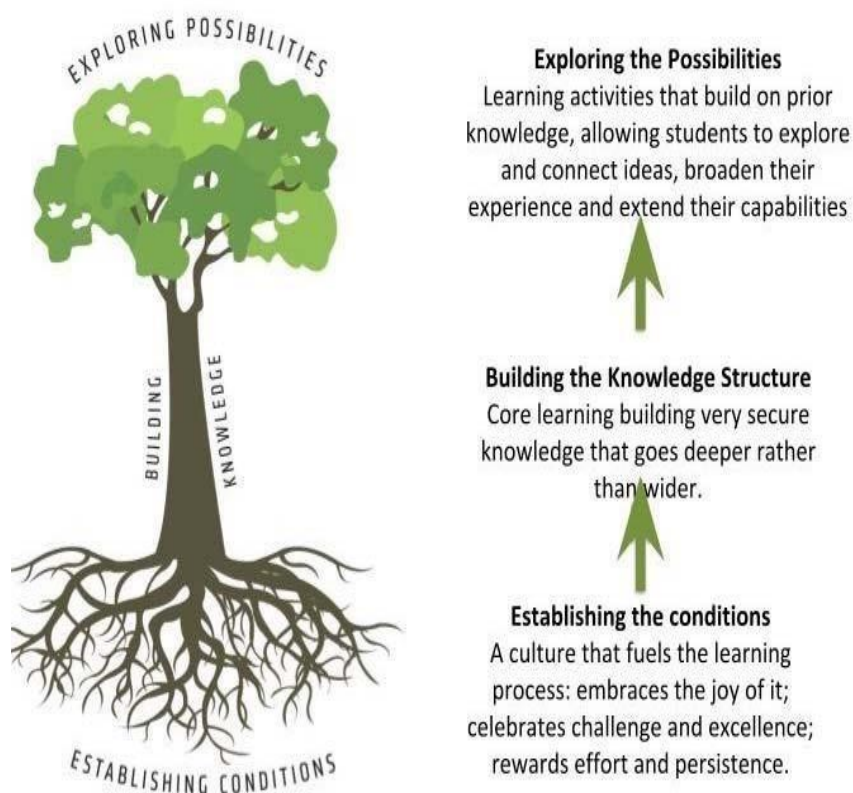 EXPLORING POSSIBILITIES
BUILDING
KNOWLEDGE
ESTABLISHING CONDITIONS
Exploring the Possibilities
Learning activities that build on prior
knowledge, allowing students to explore
and connect ideas, broaden their
experience and extend their capabilities
Building the Knowledge Structure
Core learning building very secure
knowledge that goes deeper rather
than wider.
Establishing the conditions
A culture that fuels the learning
process: embraces the joy of it;
celebrates challenge and excellence;
rewards effort and persistence.